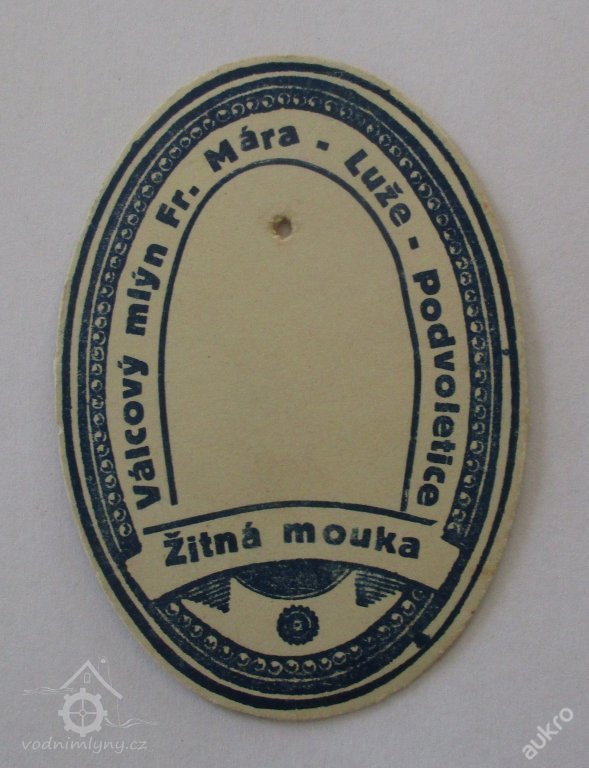 Válcový mlýn Fr. Mára - Luže - Podvoletice
Žitná mouka
vodnimlyny.cz
aukro